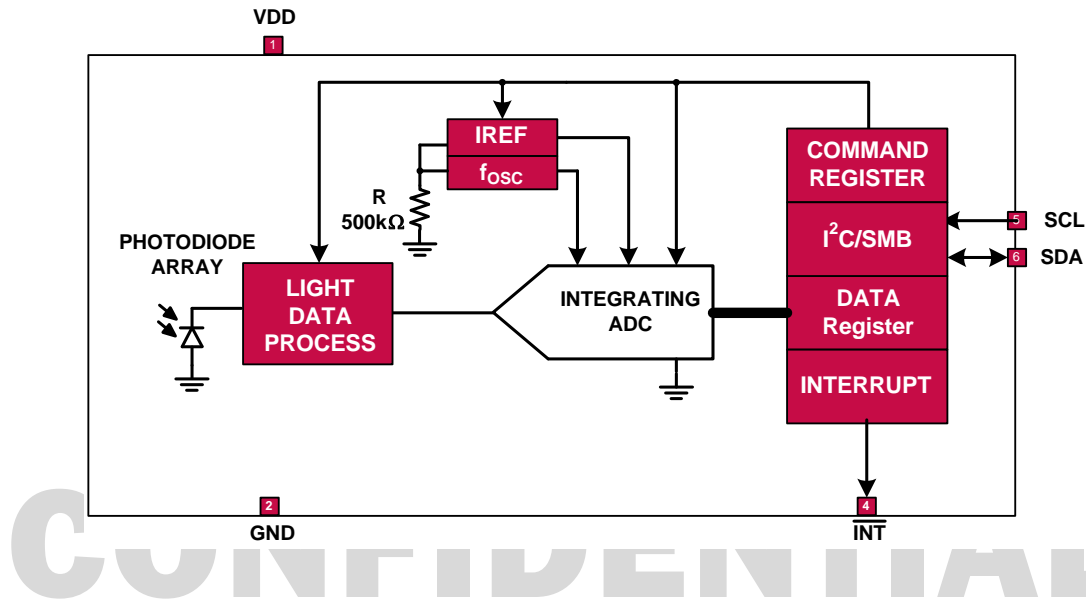 VDD
1
IREF
fOSC
R
500kΩ
COMMAND
REGISTER
I²C/SMB
DATA
Register
INTERRUPT
5 SCL
6 SDA
PHOTODIODE
ARRAY
LIGHT
DATA
PROCESS
INTEGRATING
ADC
2
GND
4
INT
CONFIDENTIAL